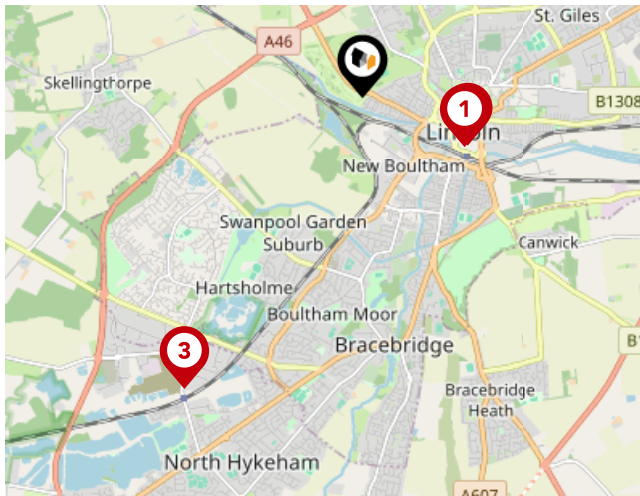 St. Giles
A46
Skellingthorpe
B1308
1
Lincoln
New Boultham
Swanpool Garden
Suburb
Canwick
Hartsholme
Boultham Moor
B1
3
Bracebridge
Bracebridge
Heath
North Hykeham
A607